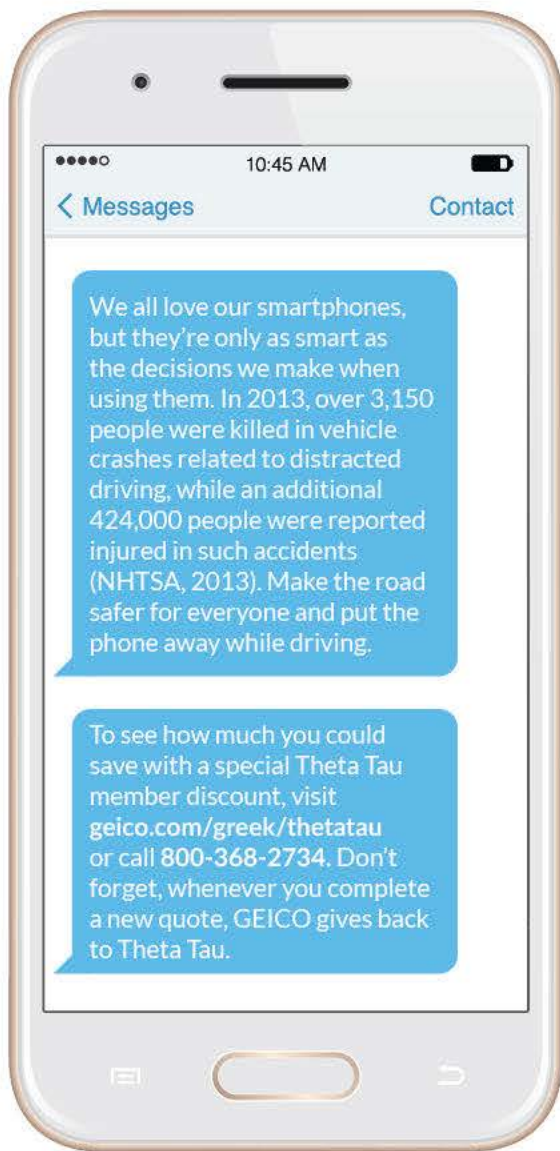 10:45 AM
Messages
Contact
We all love our smartphones,
but they're only as smart as
the decisions we make when
using them. In 2013, over 3,150
people were killed in vehicle
crashes related to distracted
driving, while an additional
424,000 people were reported
injured in such accidents
(NHTSA, 2013). Make the road
safer for everyone and put the
phone away while driving.
To see how much you could
save with a special Theta Tau
member discount, visit
geico.com/greek/thetatau
or call 800-368-2734. Don't
forget, whenever you complete
a new quote, GEICO gives back
to Theta Tau.